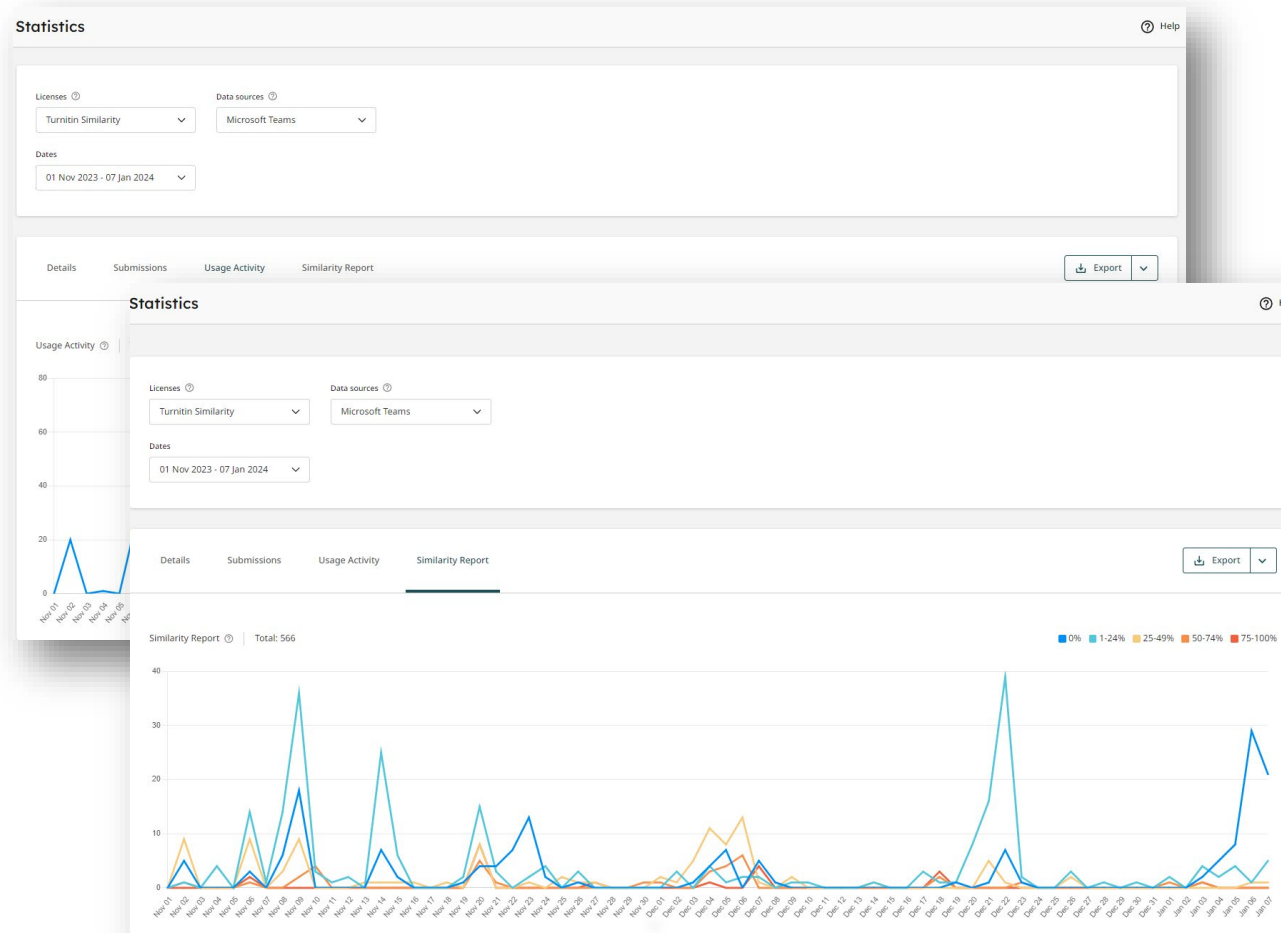 Statistics
Help
Licenses
Data sources
Turnitin Similarity
Microsoft Teams
Dates
01 Nov 2023 - 07 Jan 2024
Details Submissions Usage Activity Similarity Report
Export
Usage Activity
80
60
40
20
0
Nov 01 Nov 02 Nov 03 Nov 04 Nov 05
Statistics
Licenses
Data sources
Turnitin Similarity
Microsoft Teams
Dates
01 Nov 2023 - 07 Jan 2024
Details Submissions Usage Activity Similarity Report
Export
Similarity Report Total: 566
0% 1-24% 25-49% 50-74% 75-100%
40
30
20
10
0
Nov 01 Nov 02 Nov 03 Nov 04 Nov 05 Nov 06 Nov 07 Nov 08 Nov 09 Nov 10 Nov 11 Nov 12 Nov 13 Nov 14 Nov 15 Nov 16 Nov 17 Nov 18 Nov 19 Nov 20 Nov 21 Nov 22 Nov 23 Nov 24 Nov 25 Nov 26 Nov 27 Nov 28 Nov 29 Nov 30 Dec 01 Dec 02 Dec 03 Dec 04 Dec 05 Dec 06 Dec 07 Dec 08 Dec 09 Dec 10 Dec 11 Dec 12 Dec 13 Dec 14 Dec 15 Dec 16 Dec 17 Dec 18 Dec 19 Dec 20 Dec 21 Dec 22 Dec 23 Dec 24 Dec 25 Dec 26 Dec 27 Dec 28 Dec 29 Dec 30 Dec 31 Jan 01 Jan 02 Jan 03 Jan 04 Jan 05 Jan 06 Jan 07